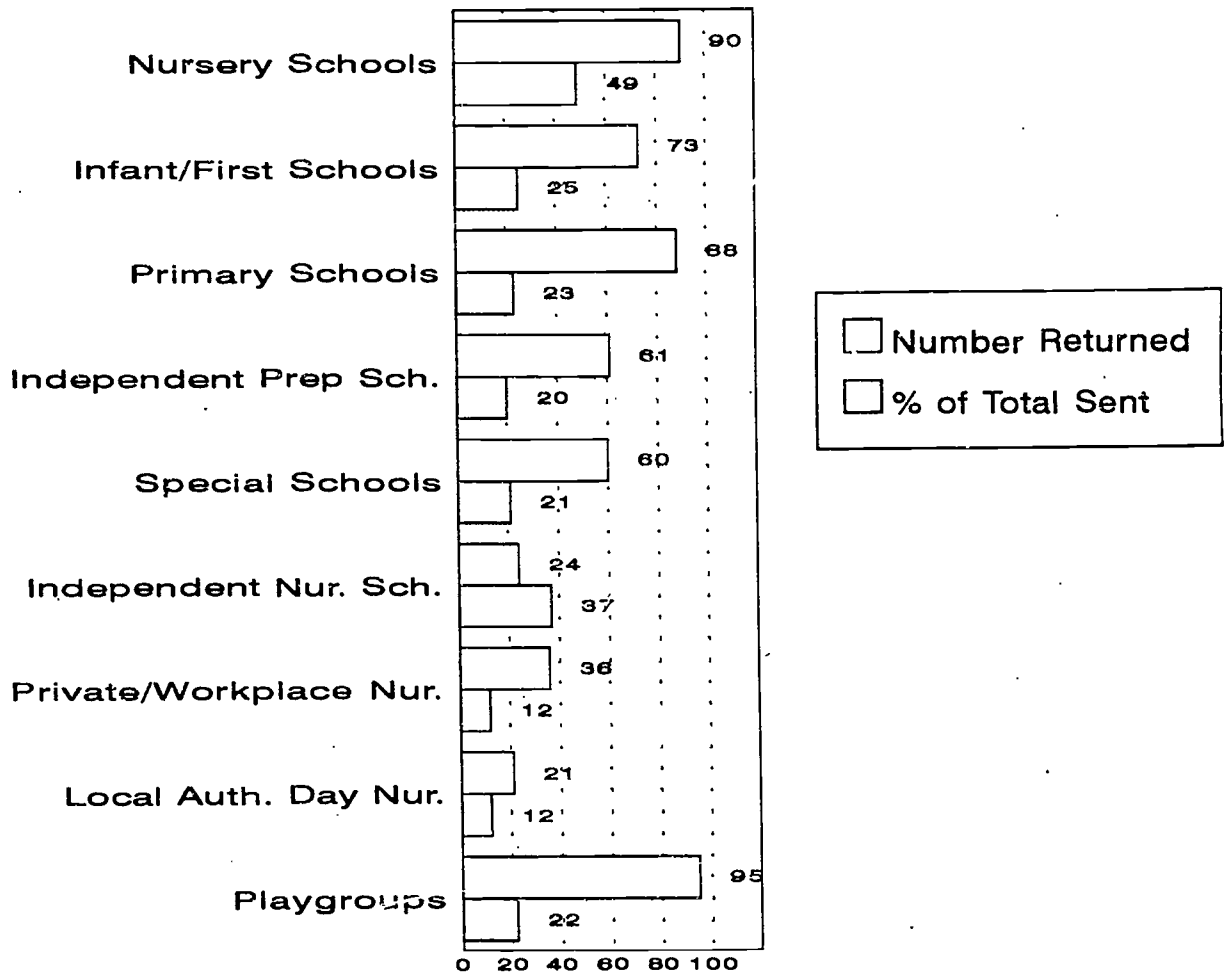 Nursery Schools
90
49
Infant/First Schools
73
25
Primary Schools
68
23
Independent Prep Sch.
61
20
Special Schools
60
21
Independent Nur. Sch.
24
37
Private/Workplace Nur.
36
12
Local Auth. Day Nur.
21
12
Playgroups
95
22
0 20 40 60 80 100
Number Returned
% of Total Sent